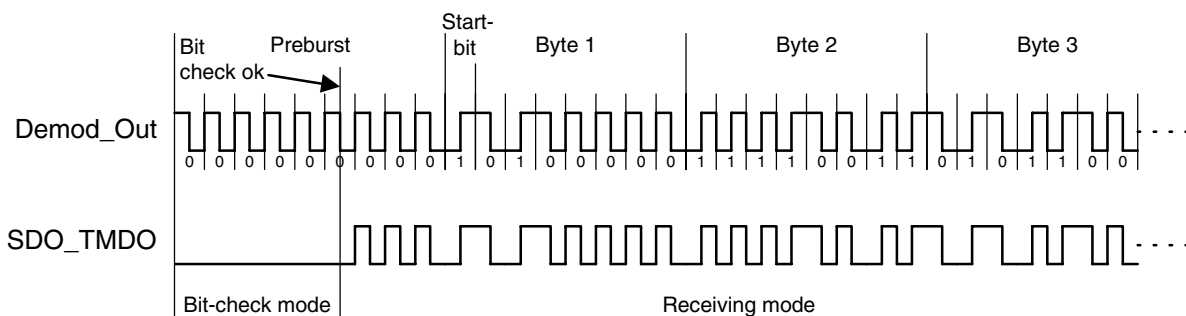 Start-
bit
Bit
check ok
Preburst
Byte 1
Byte 2
Byte 3
Demod_Out
0 0 0 0 0 0 0 0 0 1 0 1 0 0 0 0 0 1 1 1 1 0 0 1 1 0 1 0 1 1 0 0
SDO_TMDO
Bit-check mode
Receiving mode